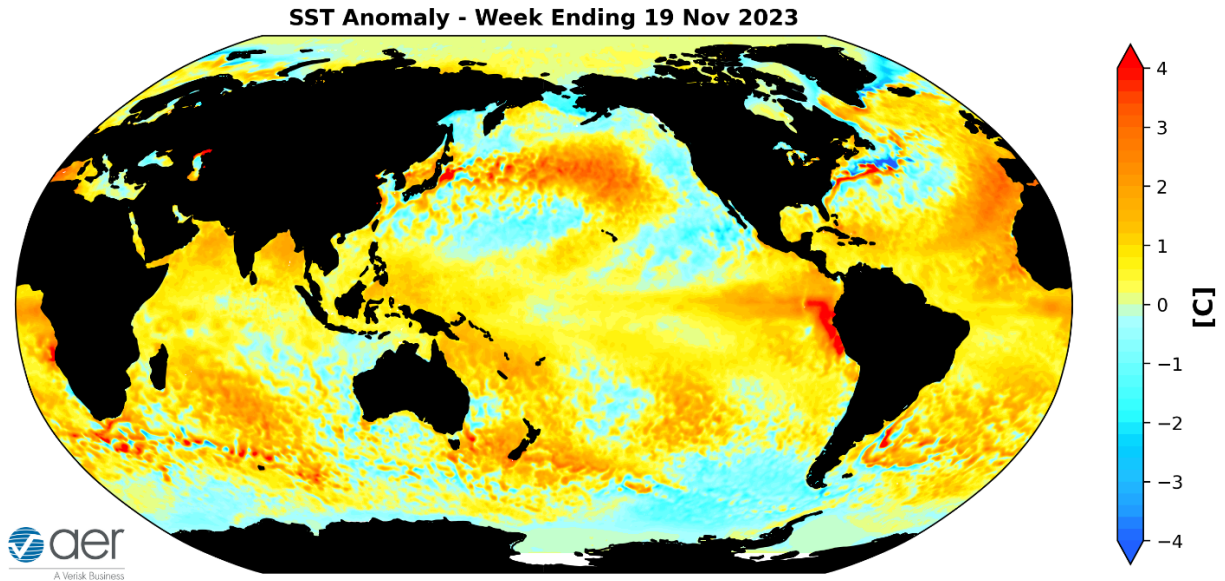 SST Anomaly - Week Ending 19 Nov 2023
4
3
2
1
0
−1
−2
−3
−4
[C]
aer
A Verisk Business